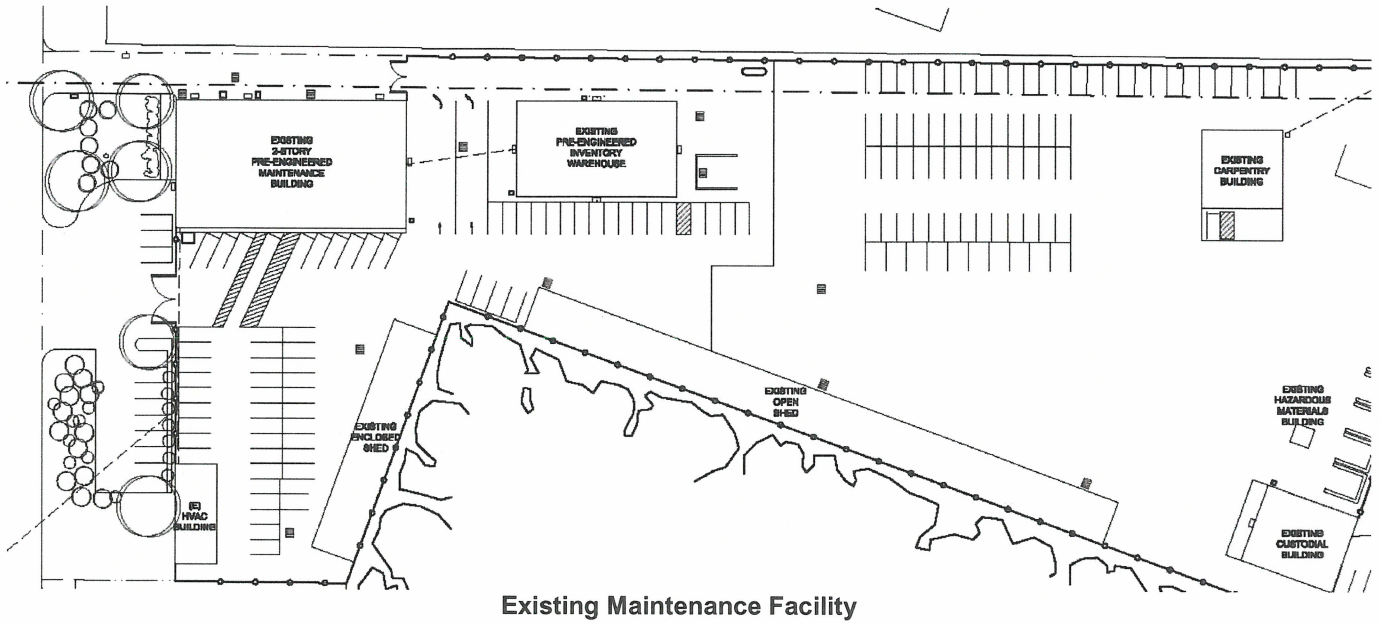 EXISTING
2-STORY
PRE-ENGINEERED
MAINTENANCE
BUILDING
EXISTING
PRE-ENGINEERED
INVENTORY
WAREHOUSE
EXISTING
CARPENTRY
BUILDING
EXISTING
OPEN
SHED
EXISTING
HAZARDOUS
MATERIALS
BUILDING
EXISTING
ENCLOSED
SHED
(E)
HVAC
BUILDING
EXISTING
CUSTODIAL
BUILDING
Existing Maintenance Facility